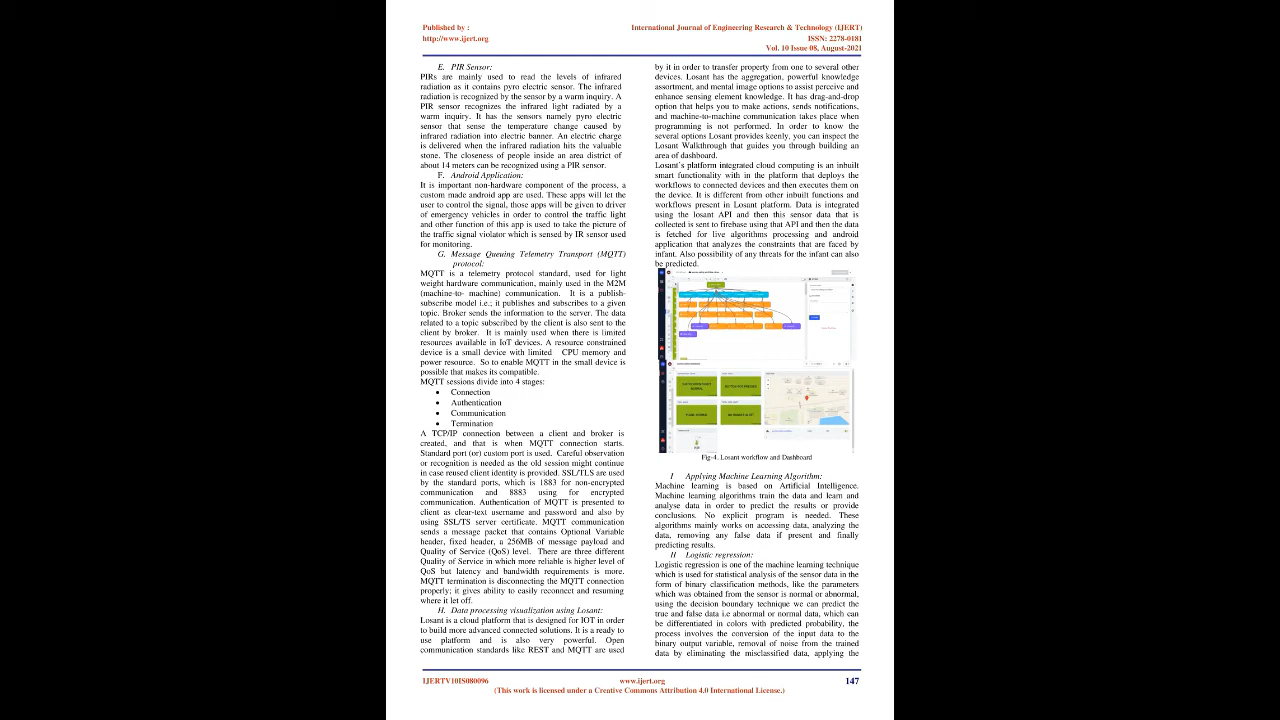 Published by :
International Journal of Engineering Research & Technology (IJERT)
http://www.ijert.org
ISSN: 2278-0181
Vol. 10 Issue 08, August-2021
E. PIR Sensor:
PIRs are mainly used to read the levels of infrared
radiation as it contains pyro electric sensor. The infrared
radiation is recognized by the sensor by a warm inquiry. A
PIR sensor recognizes the infrared light radiated by a
warm inquiry. It has the sensors namely pyro electric
sensor that sense the temperature change caused by
infrared radiation into electric banner. An electric charge
is delivered when the infrared radiation hits the valuable
stone. The closeness of people inside an area district of
about 14 meters can be recognized using a PIR sensor.
F. Android Application:
It is important non-hardware component of the process, a
custom made android app are used. These apps will let the
user to control the signal, those apps will be given to driver
of emergency vehicles in order to control the traffic light
and other function of this app is used to take the picture of
the traffic signal violator which is sensed by IR sensor used
for monitoring.
G. Message Queuing Telemetry Transport (MQTT)
protocol:
MQTT is a telemetry protocol standard, used for light
weight hardware communication, mainly used in the M2M
(machine-to- machine) communication. It is a publish-
subscribe model i.e.; it publishes and subscribes to a given
topic. Broker sends the information to the server. The data
related to a topic subscribed by the client is also sent to the
client by broker. It is mainly used when there is limited
resources available in IoT devices. A resource constrained
device is a small device with limited CPU memory and
power resource. So to enable MQTT in the small device is
possible that makes its compatible.
MQTT sessions divide into 4 stages:
• Connection
• Authentication
• Communication
• Termination
A TCP/IP connection between a client and broker is
created, and that is when MQTT connection starts.
Standard port (or) custom port is used. Careful observation
or recognition is needed as the old session might continue
in case reused client identity is provided. SSL/TLS are used
by the standard ports, which is 1883 for non-encrypted
communication and 8883 using for encrypted
communication. Authentication of MQTT is presented to
client as clear-text username and password and also by
using SSL/TS server certificate. MQTT communication
sends a message packet that contains Optional Variable
header, fixed header, a 256MB of message payload and
Quality of Service (QoS) level. There are three different
Quality of Service in which more reliable is higher level of
QoS but latency and bandwidth requirements is more.
MQTT termination is disconnecting the MQTT connection
properly; it gives ability to easily reconnect and resuming
where it let off.
H. Data processing visualization using Losant:
Losant is a cloud platform that is designed for IOT in order
to build more advanced connected solutions. It is a ready to
use platform and is also very powerful. Open
communication standards like REST and MQTT are used
by it in order to transfer property from one to several other
devices. Losant has the aggregation, powerful knowledge
assortment, and mental image options to assist perceive and
enhance sensing element knowledge. It has drag-and-drop
option that helps you to make actions, sends notifications,
and machine-to-machine communication takes place when
programming is not performed. In order to know the
several options Losant provides keenly, you can inspect the
Losant Walkthrough that guides you through building an
area of dashboard.
Losant's platform integrated cloud computing is an inbuilt
smart functionality with in the platform that deploys the
workflows to connected devices and then executes them on
the device. It is different from other inbuilt functions and
workflows present in Losant platform. Data is integrated
using the losant API and then this sensor data that is
collected is sent to firebase using that API and then the data
is fetched for live algorithms processing and android
application that analyzes the constraints that are faced by
infant. Also possibility of any threats for the infant can also
be predicted.
Fig-4. Losant workflow and Dashboard
I Applying Machine Learning Algorithm:
Machine learning is based on Artificial Intelligence.
Machine learning algorithms train the data and learn and
analyse data in order to predict the results or provide
conclusions. No explicit program is needed. These
algorithms mainly works on accessing data, analyzing the
data, removing any false data if present and finally
predicting results.
II Logistic regression:
Logistic regression is one of the machine learning technique
which is used for statistical analysis of the sensor data in the
form of binary classification methods, like the parameters
which was obtained from the sensor is normal or abnormal,
using the decision boundary technique we can predict the
true and false data i.e abnormal or normal data, which can
be differentiated in colors with predicted probability, the
process involves the conversion of the input data to the
binary output variable, removal of noise from the trained
data by eliminating the misclassified data, applying the
IJERTV10IS080096
www.ijert.org
147
(This work is licensed under a Creative Commons Attribution 4.0 International License.)